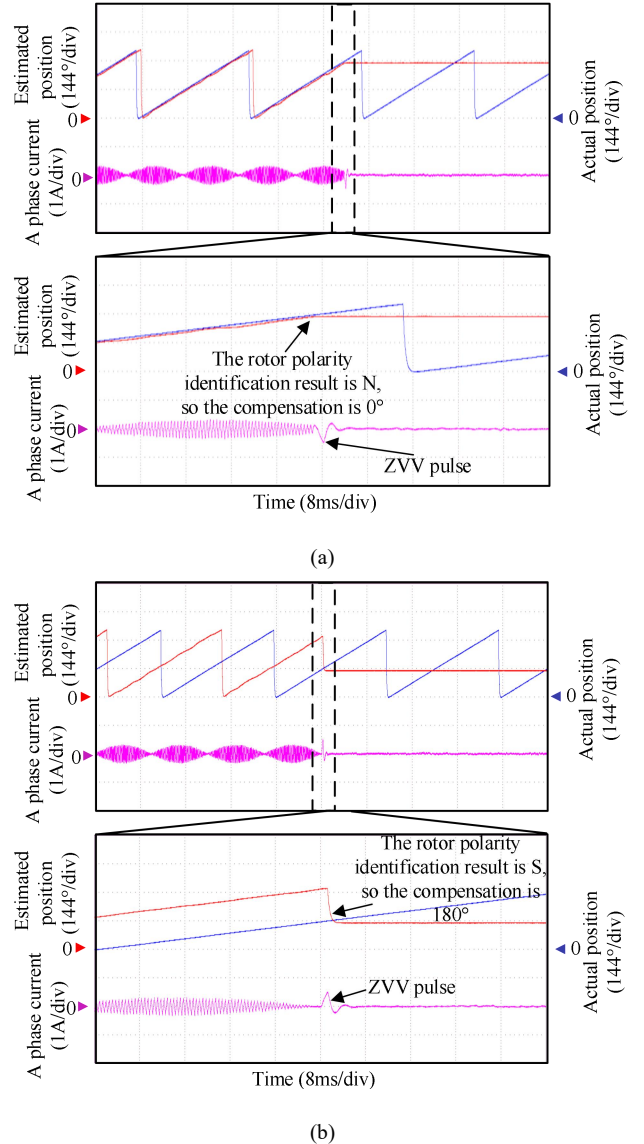 Estimated
position
(144°/div)
0
A phase current
(1A/div)
0
0
Actual position
(144°/div)
Estimated
position
(144°/div)
0
A phase current
(1A/div)
0
The rotor polarity
identification result is N,
so the compensation is 0°
ZVV pulse
0
Actual position
(144°/div)
Time (8ms/div)
(a)
Estimated
position
(144°/div)
0
A phase current
(1A/div)
0
0
Actual position
(144°/div)
Estimated
position
(144°/div)
0
A phase current
(1A/div)
0
The rotor polarity
identification result is S,
so the compensation is
180°
ZVV pulse
0
Actual position
(144°/div)
Time (8ms/div)
(b)